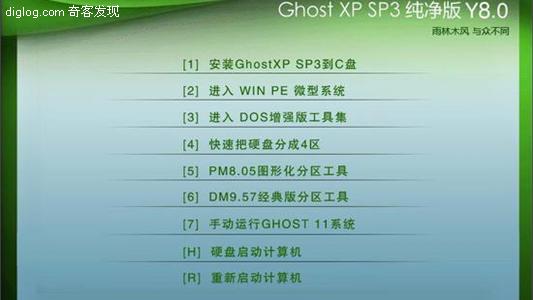 diglog.com 奇客发现
Ghost XP SP3 纯净版 Y8.0
雨林木风 与众不同
[1] 安装GhostXP SP3到C盘
[2] 进入 WIN PE 微型系统
[3] 进入 DOS增强版工具集
[4] 快速把硬盘分成4区
[5] PM8.05图形化分区工具
[6] DM9.57经典版分区工具
[7] 手动运行GHOST 11系统
[H] 硬盘启动计算机
[R] 重新启动计算机